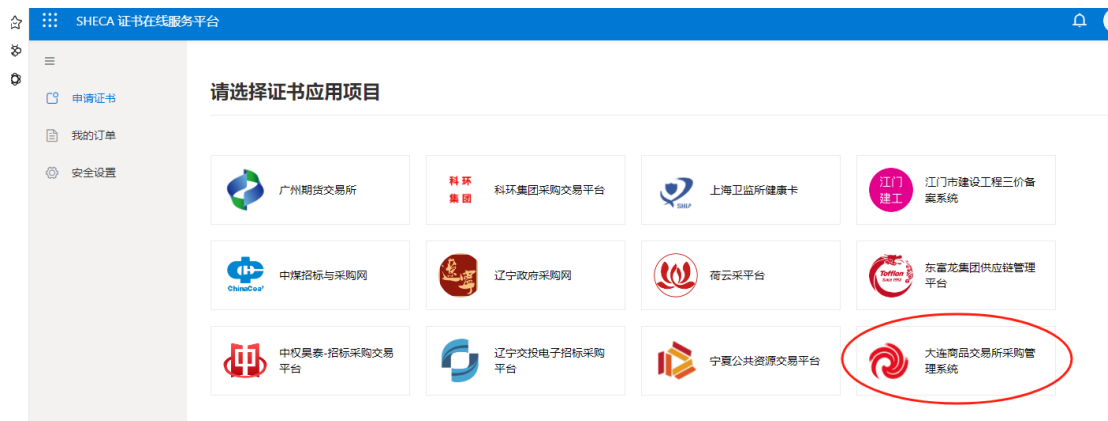 SHECA 证书在线服务平台
申请证书
我的订单
安全设置
请选择证书应用项目
广州期货交易所
科环
集团
科环集团采购交易平台
SHIP
上海卫监所健康卡
江门
建工
江门市建设工程三价备
案系统
ChinaCoal
中煤招标与采购网
辽宁
辽宁政府采购网
荷云采平台
Tofflon
Since 1993
东富龙集团供应链管理
平台
中权昊泰-招标采购交易
平台
辽宁交投电子招标采购
平台
宁夏公共资源交易平台
大连商品交易所采购管
理系统